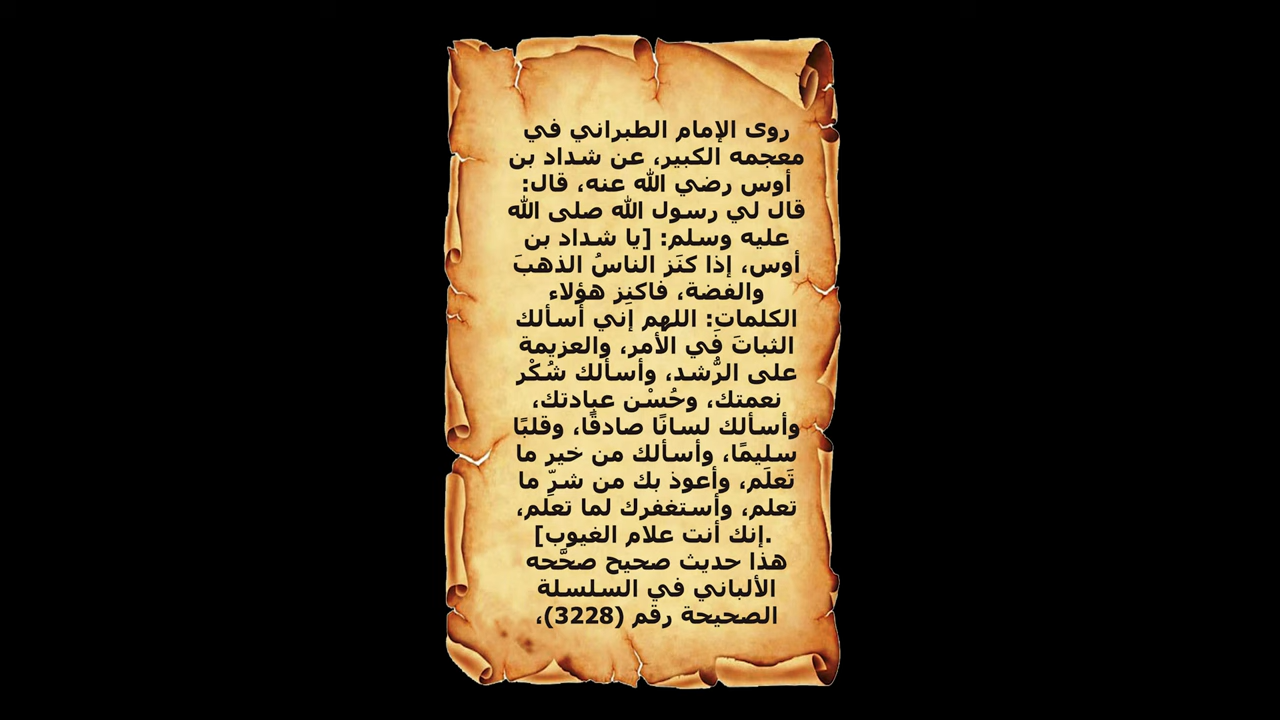 روى الإمام الطبراني في
معجمه الكبير، عن شداد بن
أوس رضي الله عنه، قال:
قال لي رسول الله صلى الله
عليه وسلم: [يا شداد بن
أوس، إذا كنَز الناسُ الذهبَ
والفضة، فاكنِز هؤلاء
الكلماتِ: اللهم إني أسألك
الثباتَ في الأمر، والعزيمة
على الرُّشد، وأسألك شُكْر
نعمتك، وحُسْن عبادتك،
وأسألك لسانًا صادقًا، وقلبًا
سليمًا، وأسألك من خير ما
تَعلَم، وأعوذ بك من شرِّ ما
تعلم، وأستغفرك لما تعلم،
.إنك أنت علام الغيوب]
هذا حديث صحيح صحَّحه
الألباني في السلسلة
الصحيحة رقم (3228)،